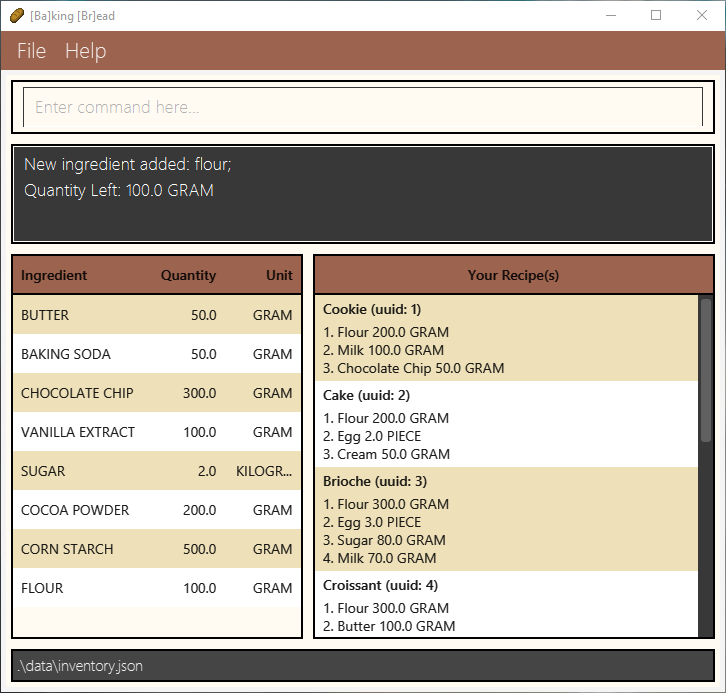 [Ba]king [Br]ead
File Help
Enter command here...
New ingredient added: flour;
Quantity Left: 100.0 GRAM
Ingredient Quantity Unit
BUTTER 50.0 GRAM
BAKING SODA 50.0 GRAM
CHOCOLATE CHIP 300.0 GRAM
VANILLA EXTRACT 100.0 GRAM
SUGAR 2.0 KILOGR...
COCOA POWDER 200.0 GRAM
CORN STARCH 500.0 GRAM
FLOUR 100.0 GRAM
Your Recipe(s)
Cookie (uuid: 1)
1. Flour 200.0 GRAM
2. Milk 100.0 GRAM
3. Chocolate Chip 50.0 GRAM
Cake (uuid: 2)
1. Flour 200.0 GRAM
2. Egg 2.0 PIECE
3. Cream 50.0 GRAM
Brioche (uuid: 3)
1. Flour 300.0 GRAM
2. Egg 3.0 PIECE
3. Sugar 80.0 GRAM
4. Milk 70.0 GRAM
Croissant (uuid: 4)
1. Flour 300.0 GRAM
2. Butter 100.0 GRAM
.\data\inventory.json